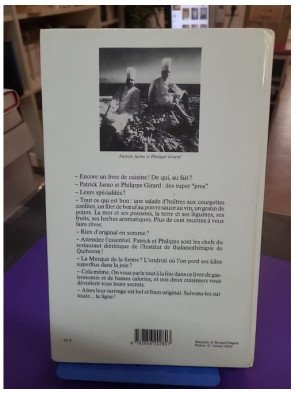 Patrick Jarno et Philippe Girard
- Encore un livre de cuisine ! De qui, au fait ?
- Patrick Jarno et Philippe Girard : des super "pros"
- Leurs spécialités ?
- Tout ce qui est bon : une salade d'huîtres aux courgettes
confites, un filet de bœuf au poivre sauce au vin, un gratin de
poires. La mer et ses poissons, la terre et ses légumes, ses
fruits, ses herbes aromatiques. Plus de cent recettes à vous
faire rêver.
- Rien d'original en somme ?
- Attendez l'essentiel. Patrick et Philippe sont les chefs du
restaurant diététique de l'Institut de thalassothérapie de
Quiberon !
- La Mecque de la forme ? L'endroit où l'on perd ses kilos
superflus dans la joie ?
- Cela même. On vous parle tout à la fois dans ce livre de gas-
tronomie et de basses calories, et nos deux cuisiniers vous
dévoilent tous leurs secrets.
- Alors leur ouvrage est bel et bien original. Suivons-les sur
toute... la ligne !